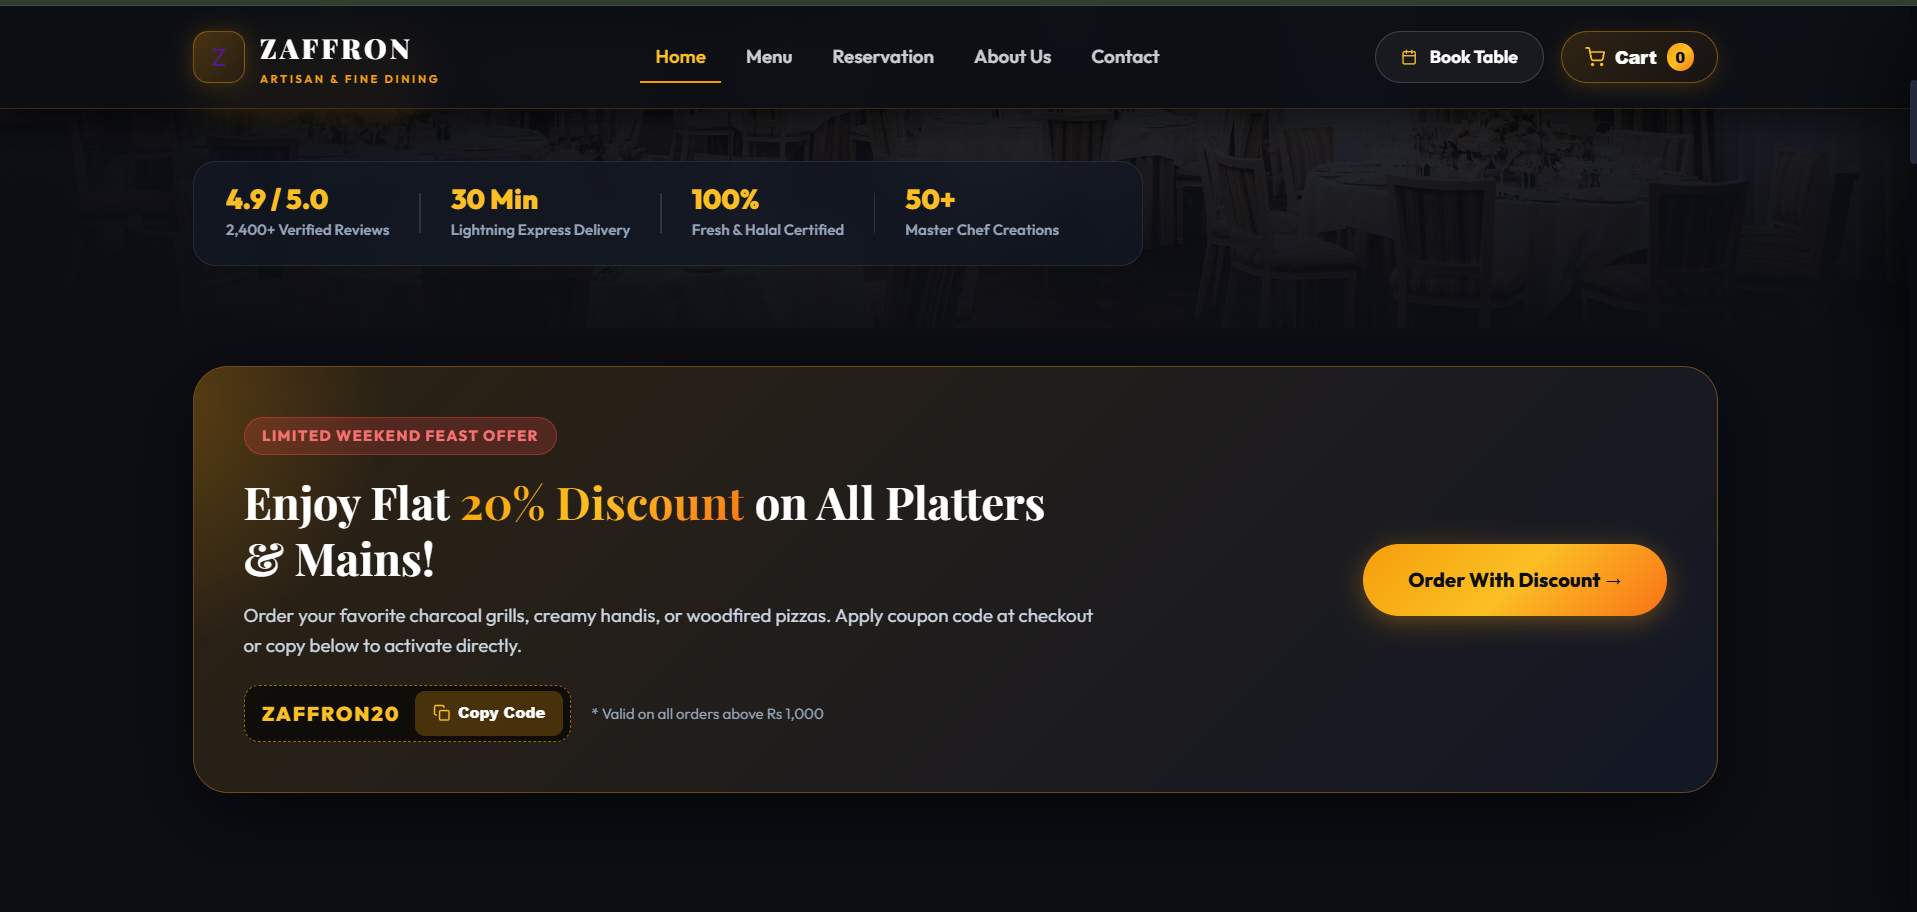 Z
ZAFFRON
ARTISAN & FINE DINING
Home
Menu
Reservation
About Us
Contact
Book Table
Cart
0
4.9 / 5.0
2,400+ Verified Reviews
30 Min
Lightning Express Delivery
100%
Fresh & Halal Certified
50+
Master Chef Creations
LIMITED WEEKEND FEAST OFFER
Enjoy Flat 20% Discount on All Platters
& Mains!
Order your favorite charcoal grills, creamy handis, or woodfired pizzas. Apply coupon code at checkout
or copy below to activate directly.
ZAFFRON20
Copy Code
* Valid on all orders above Rs 1,000
Order With Discount →